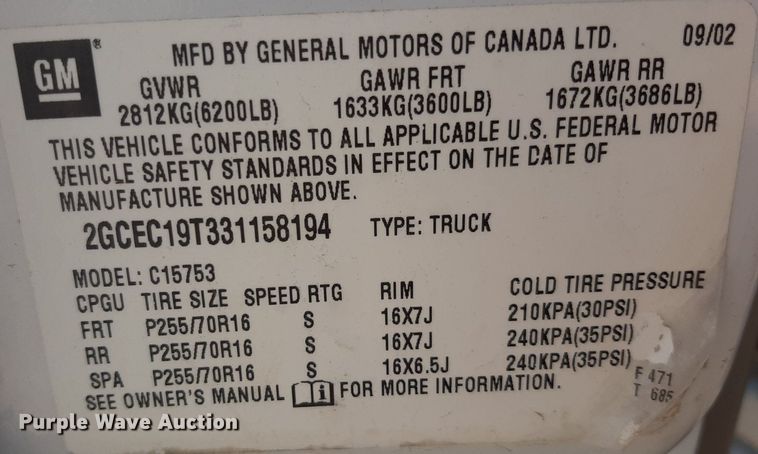 GM® MFD BY GENERAL MOTORS OF CANADA LTD. 09/02
GVWR GAWR FRT GAWR RR
2812KG(6200LB) 1633KG(3600LB) 1672KG(3686LB)
THIS VEHICLE CONFORMS TO ALL APPLICABLE U.S. FEDERAL MOTOR
VEHICLE SAFETY STANDARDS IN EFFECT ON THE DATE OF
MANUFACTURE SHOWN ABOVE.
2GCEC19T331158194 TYPE: TRUCK
MODEL: C15753
CPGU TIRE SIZE SPEED RTG RIM COLD TIRE PRESSURE
FRT P255/70R16 S 16X7J 210KPA(30PSI)
RR P255/70R16 S 16X7J 240KPA(35PSI)
SPA P255/70R16 S 16X6.5J 240KPA(35PSI)
SEE OWNER'S MANUAL i FOR MORE INFORMATION.
F 471
T 685
Purple Wave Auction